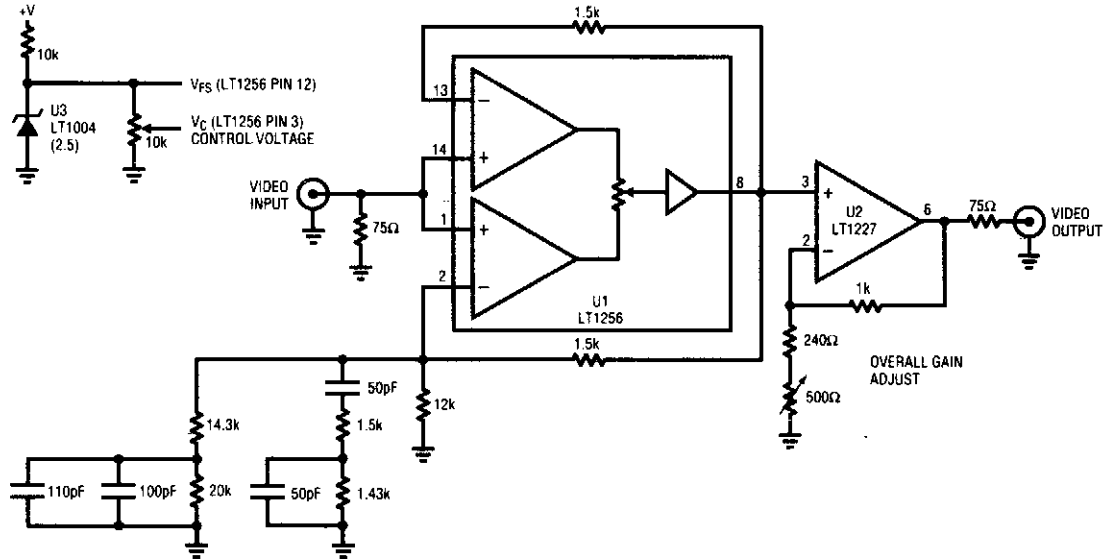 +V
10k
VFS (LT1256 PIN 12)
U3
LT1004
(2.5)
10k
VC (LT1256 PIN 3)
CONTROL VOLTAGE
1.5k
13
−
14
+
VIDEO
INPUT
75Ω
1
+
2
−
8
U1
LT1256
1.5k
3
+
U2
LT1227
2
−
6
75Ω
VIDEO
OUTPUT
1k
240Ω
500Ω
OVERALL GAIN
ADJUST
50pF
12k
14.3k
1.5k
110pF
100pF
20k
50pF
1.43k